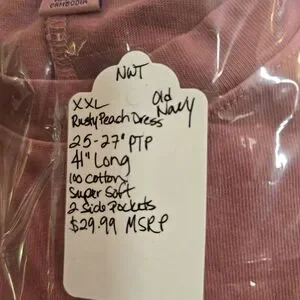 CAMBODIA
NWT
XXL Old Navy
Rusty Peach Dress
25-27" PTP
41" Long
100 Cotton
Super Soft
2 Side Pockets
$29.99 MSRP